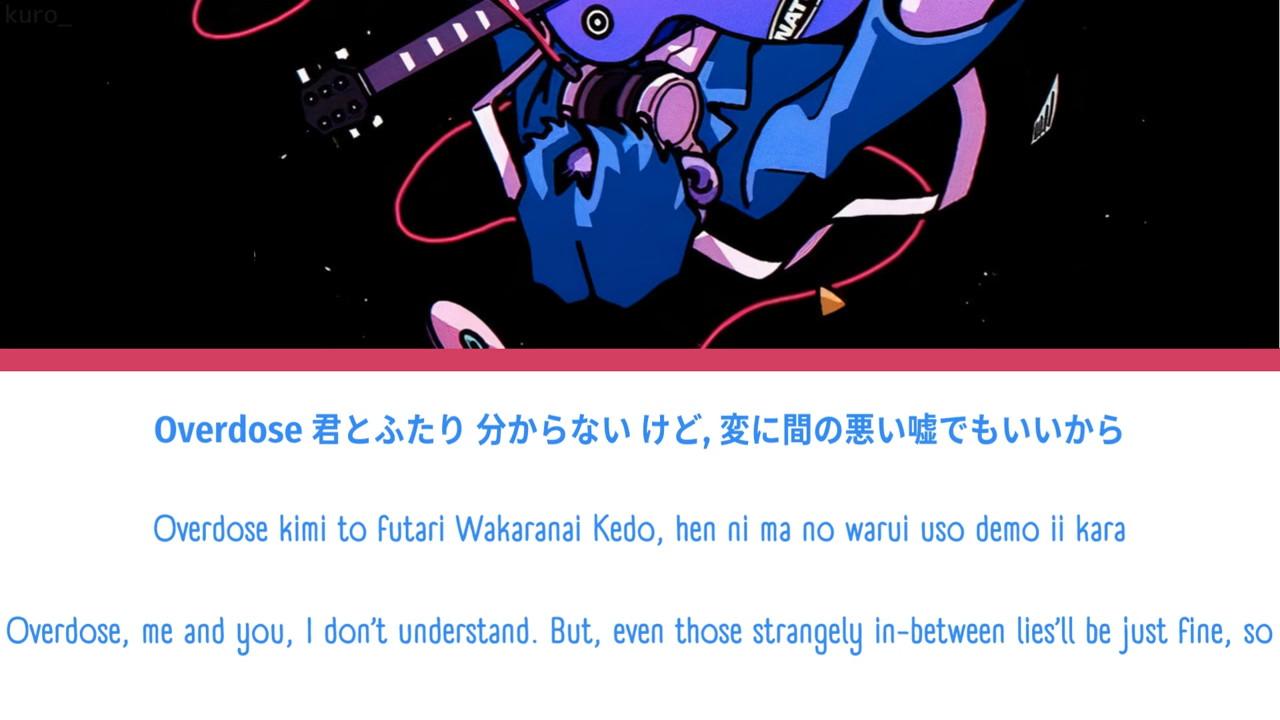 kuro_
NAT
Overdose 君とふたり 分からない けど, 変に間の悪い嘘でもいいから
Overdose kimi to futari Wakaranai Kedo, hen ni ma no warui uso demo ii kara
Overdose, me and you, I don't understand. But, even those strangely in-between lies'll be just fine, so